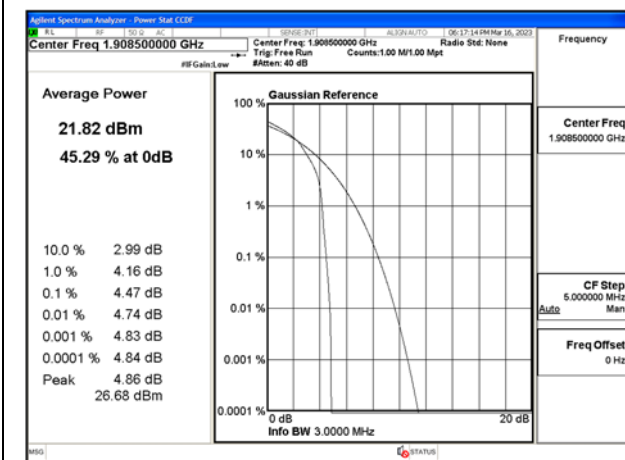 Agilent Spectrum Analyzer - Power Stat CCDF
RL RF 50 Ω AC SENSE:INT ALIGN AUTO 06:17:14 PM Mar 16, 2023
Center Freq 1.908500000 GHz
Center Freq: 1.908500000 GHz Radio Std: None
Trig: Free Run Counts:1.00 M/1.00 Mpt
#IFGain:Low #Atten: 40 dB
Frequency
Average Power
21.82 dBm
45.29 % at 0dB
10.0 % 2.99 dB
1.0 % 4.16 dB
0.1 % 4.47 dB
0.01 % 4.74 dB
0.001 % 4.83 dB
0.0001 % 4.84 dB
Peak 4.86 dB
26.68 dBm
Gaussian Reference
100 %
10 %
1 %
0.1 %
0.01 %
0.001 %
0.0001 %
0 dB 20 dB
Info BW 3.0000 MHz
Center Freq
1.908500000 GHz
CF Step
5.000000 MHz
Auto Man
Freq Offset
0 Hz
MSG STATUS